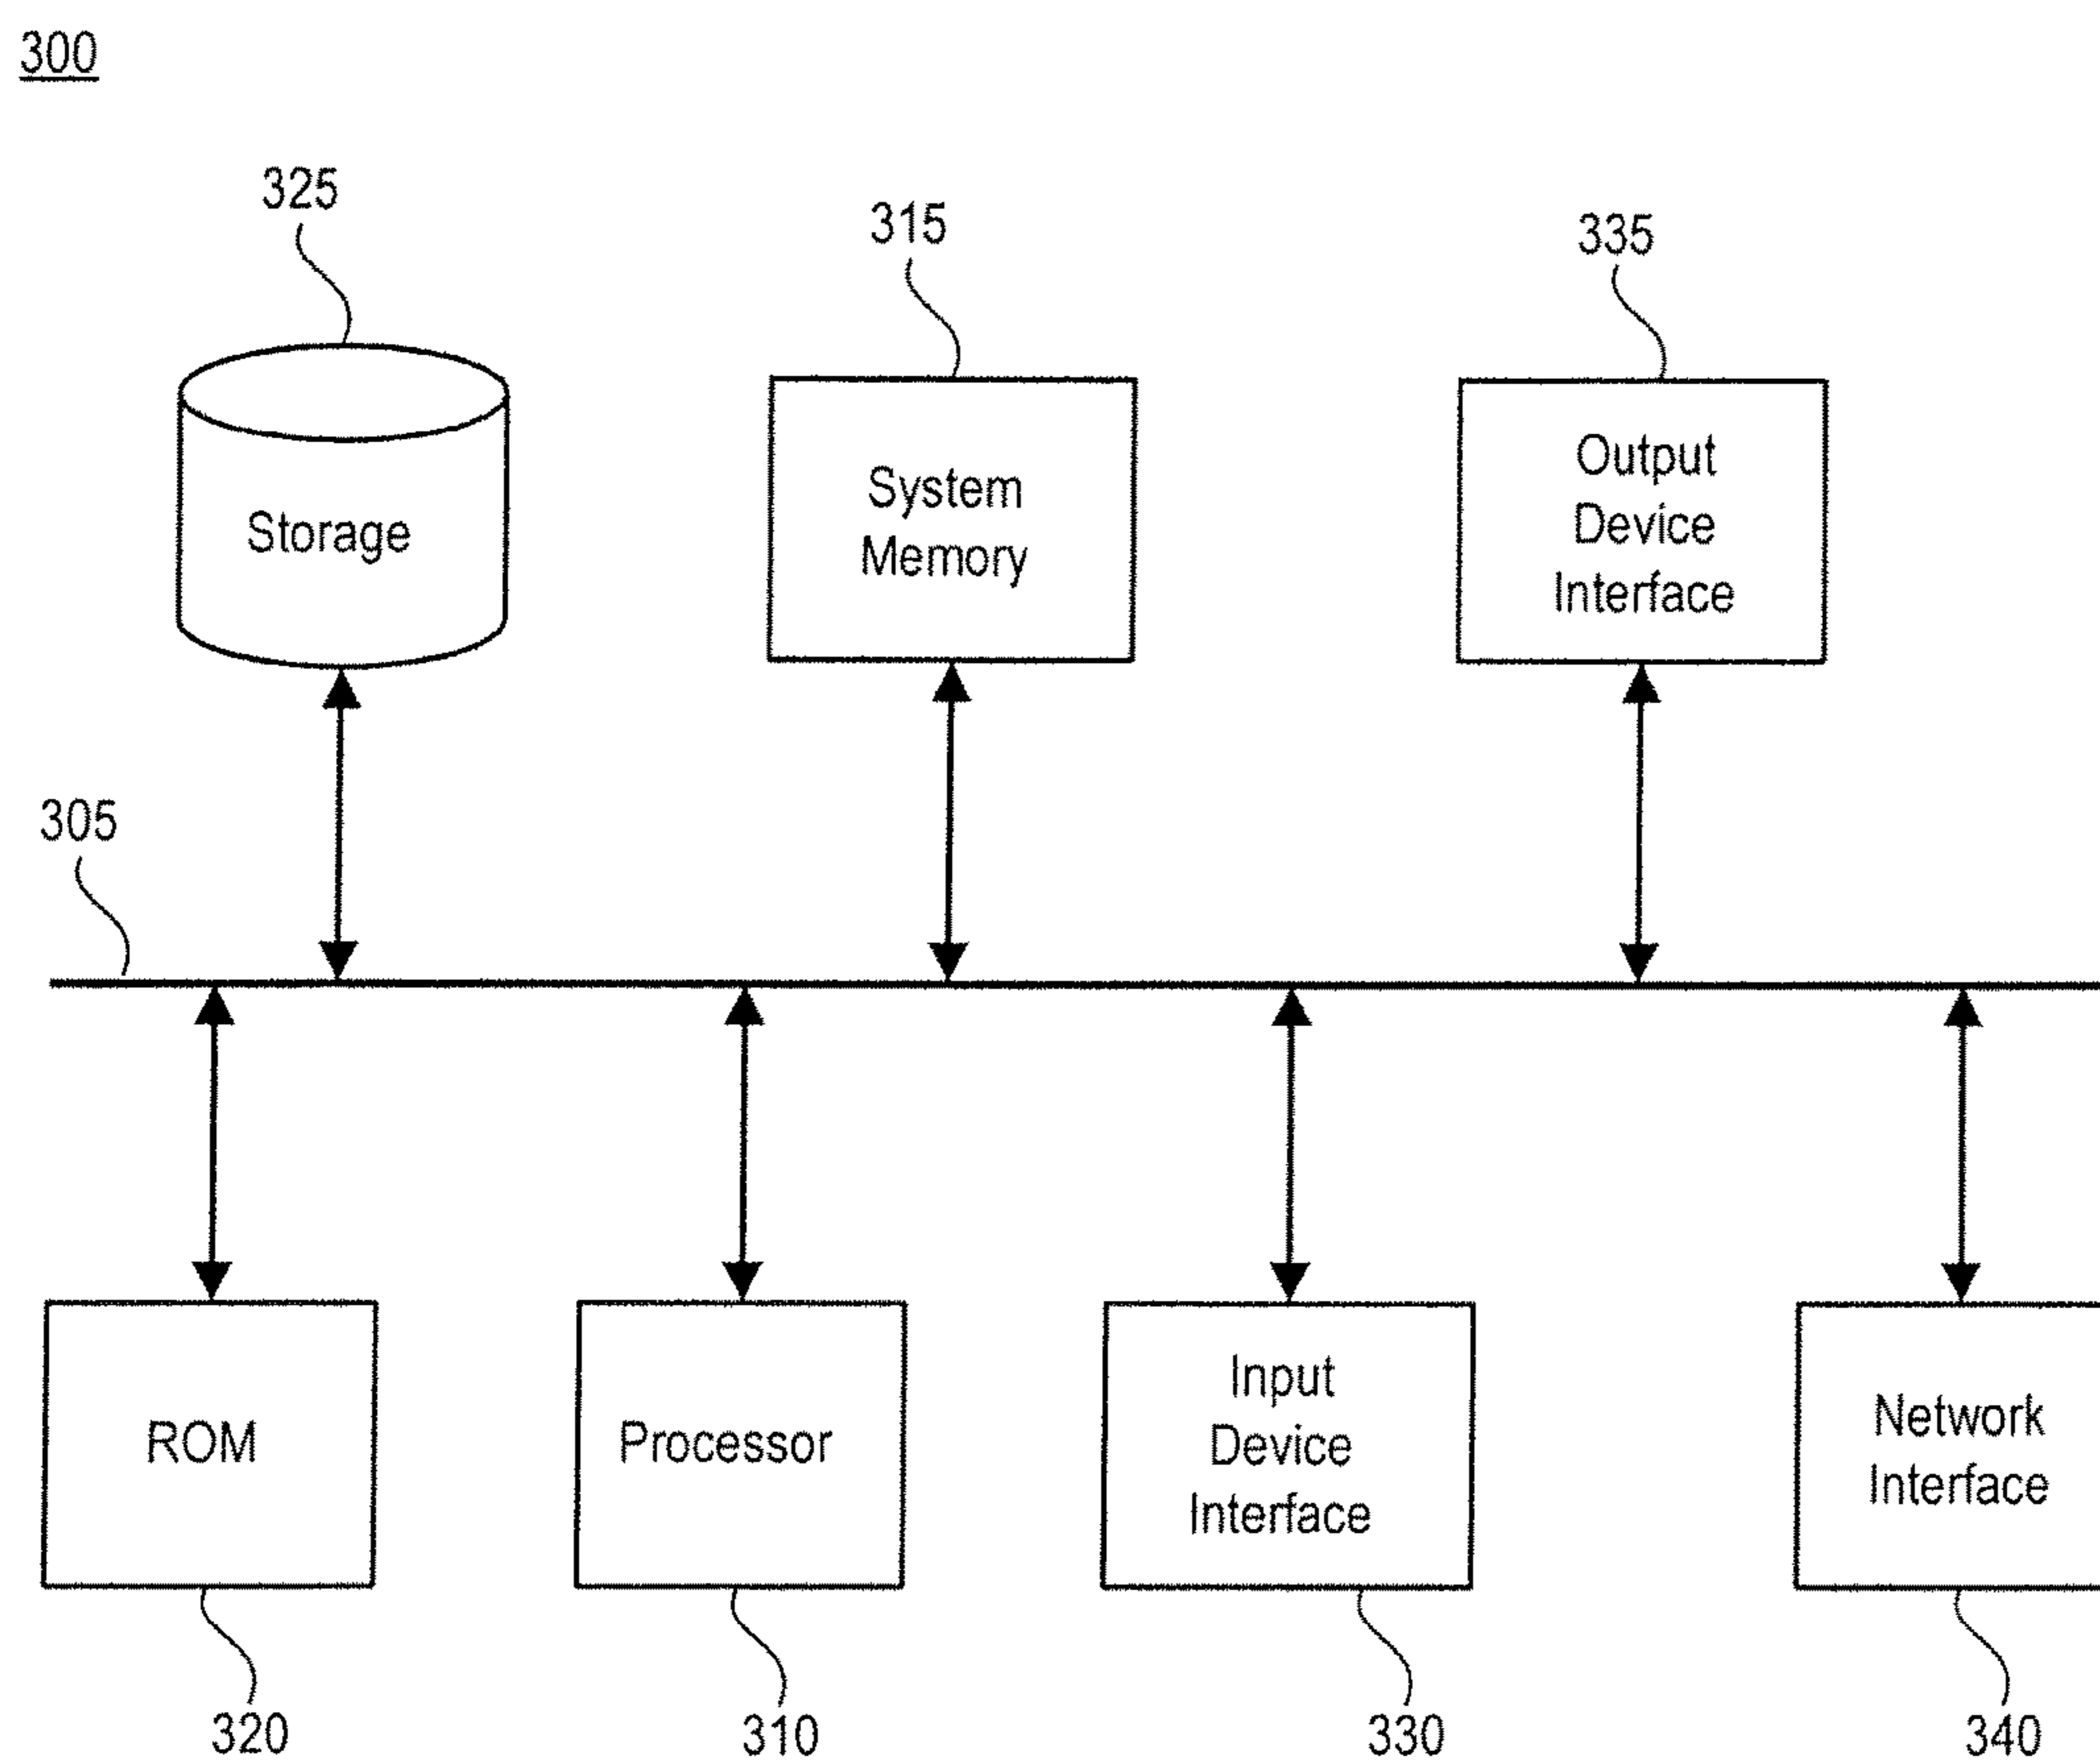 300
325
315
335
Storage
System
Memory
Output
Device
Interface
305
ROM
Processor
Input
Device
Interface
Network
Interface
320
310
330
340